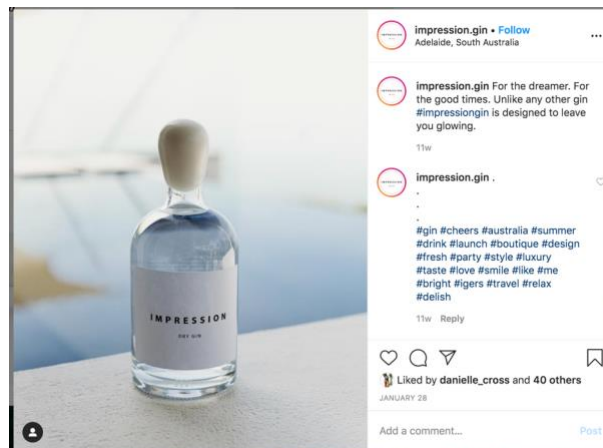 IMPRESSION
DRY GIN
impression.gin • Follow
Adelaide, South Australia
impression.gin For the dreamer. For
the good times. Unlike any other gin
#impressiongin is designed to leave
you glowing.
11w
impression.gin .
.
.
.
#gin #cheers #australia #summer
#drink #launch #boutique #design
#fresh #party #style #luxury
#taste #love #smile #like #me
#bright #igers #travel #relax
#delish
11w Reply
Liked by danielle_cross and 40 others
JANUARY 28
Add a comment... Post